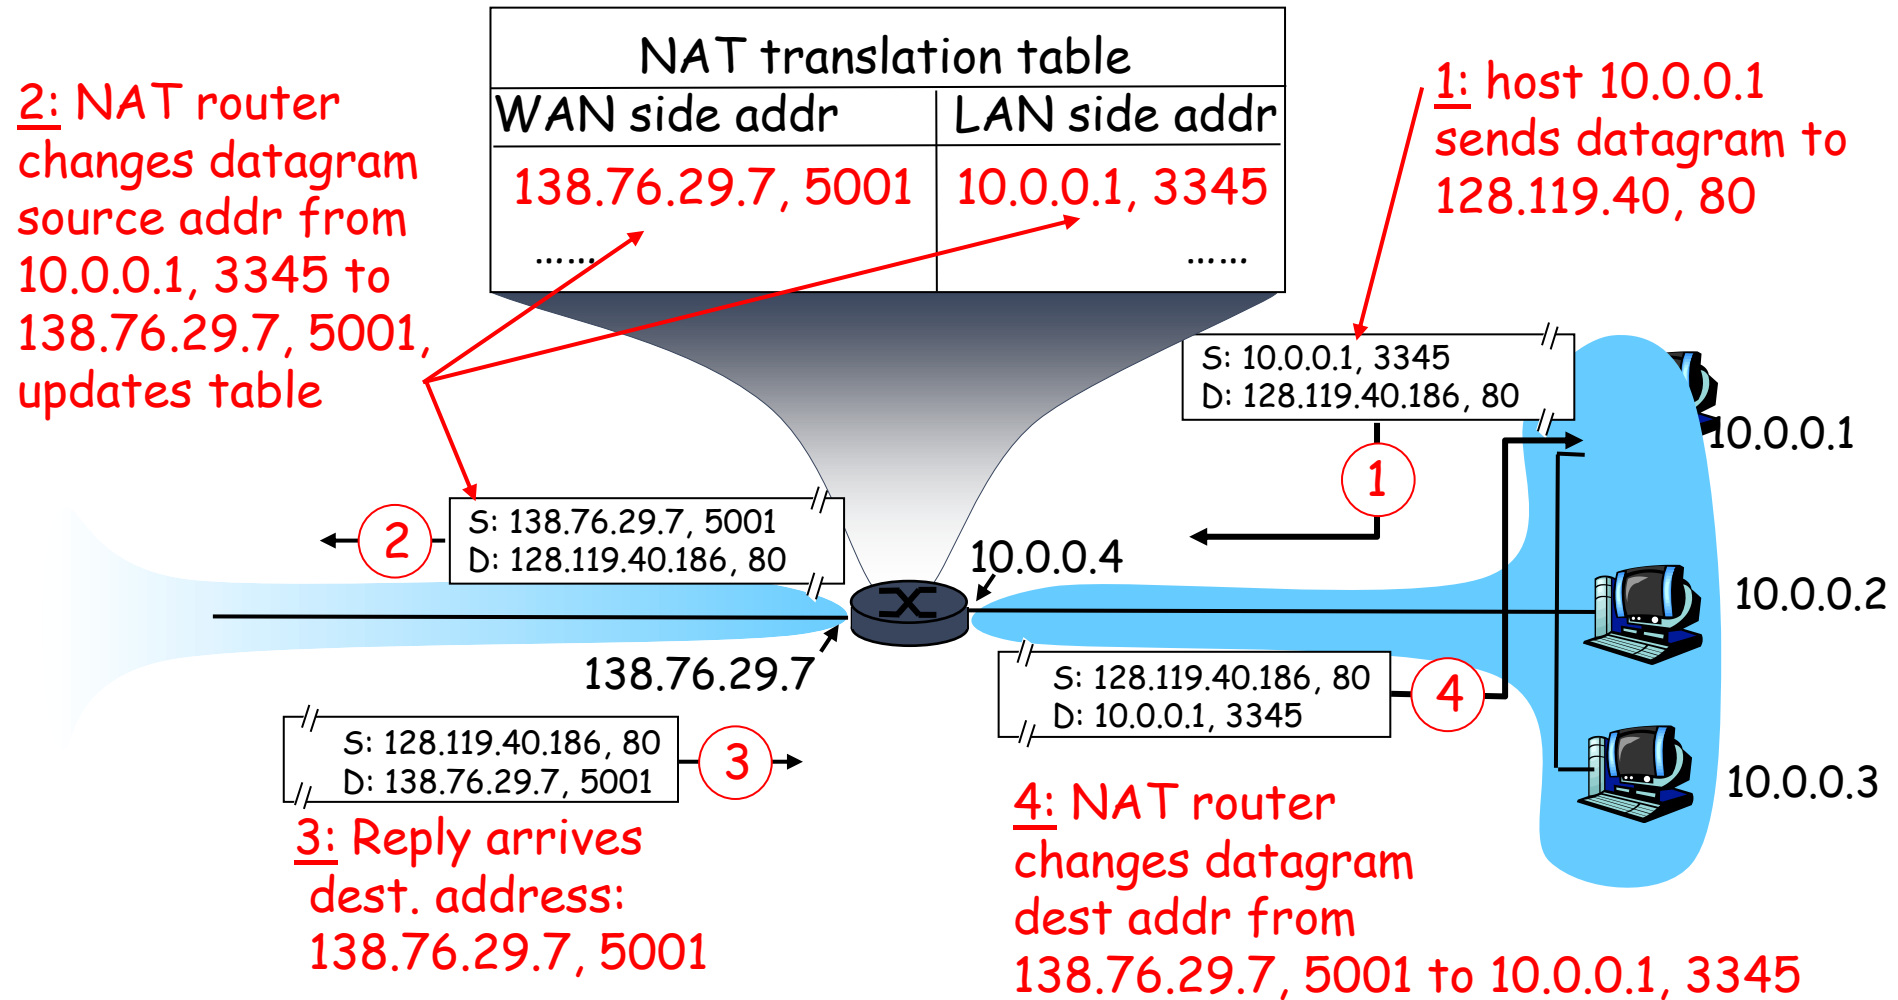 NAT translation table
WAN side addr
LAN side addr
138.76.29.7, 5001
10.0.0.1, 3345
......
......
2: NAT router
changes datagram
source addr from
10.0.0.1, 3345 to
138.76.29.7, 5001,
updates table
1: host 10.0.0.1
sends datagram to
128.119.40, 80
S: 10.0.0.1, 3345
D: 128.119.40.186, 80
1
10.0.0.1
S: 138.76.29.7, 5001
D: 128.119.40.186, 80
2
10.0.0.4
10.0.0.2
138.76.29.7
S: 128.119.40.186, 80
D: 10.0.0.1, 3345
4
S: 128.119.40.186, 80
D: 138.76.29.7, 5001
3
10.0.0.3
3: Reply arrives
dest. address:
138.76.29.7, 5001
4: NAT router
changes datagram
dest addr from
138.76.29.7, 5001 to 10.0.0.1, 3345